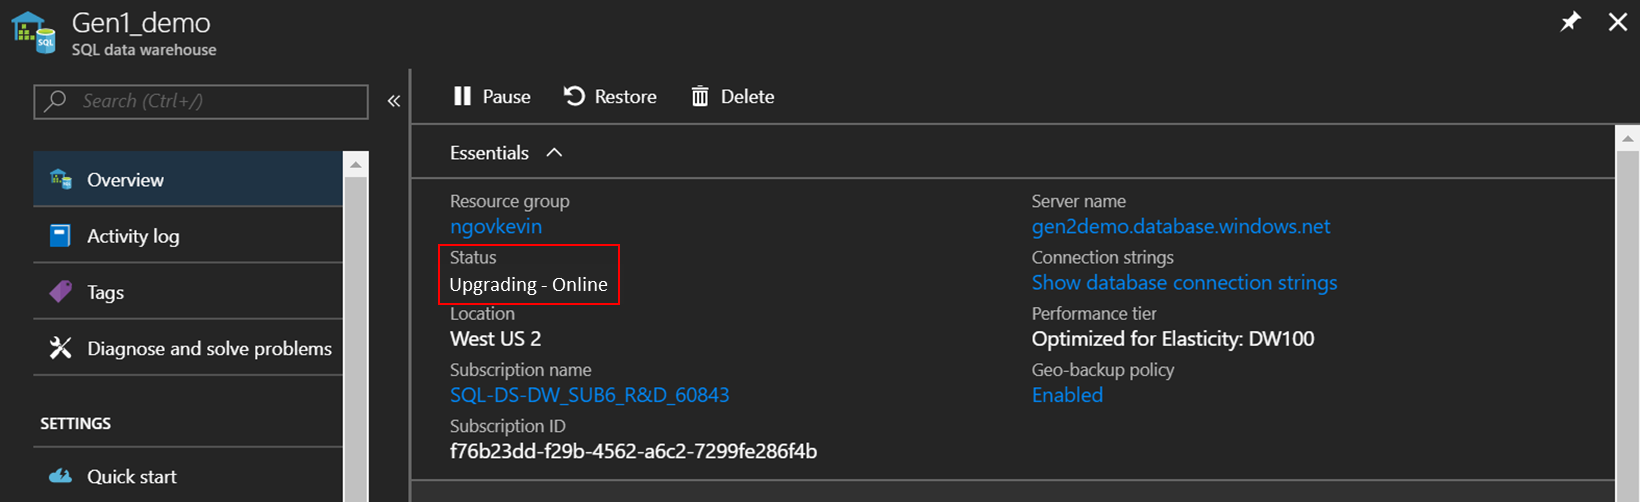 Gen1_demo
SQL data warehouse
SQL
Search (Ctrl+/)
«
Overview
Activity log
Tags
Diagnose and solve problems
SETTINGS
Quick start
Pause Restore Delete
Essentials
Resource group
ngovkevin
Status
Upgrading - Online
Location
West US 2
Subscription name
SQL-DS-DW_SUB6_R&D_60843
Subscription ID
f76b23dd-f29b-4562-a6c2-7299fe286f4b
Server name
gen2demo.database.windows.net
Connection strings
Show database connection strings
Performance tier
Optimized for Elasticity: DW100
Geo-backup policy
Enabled